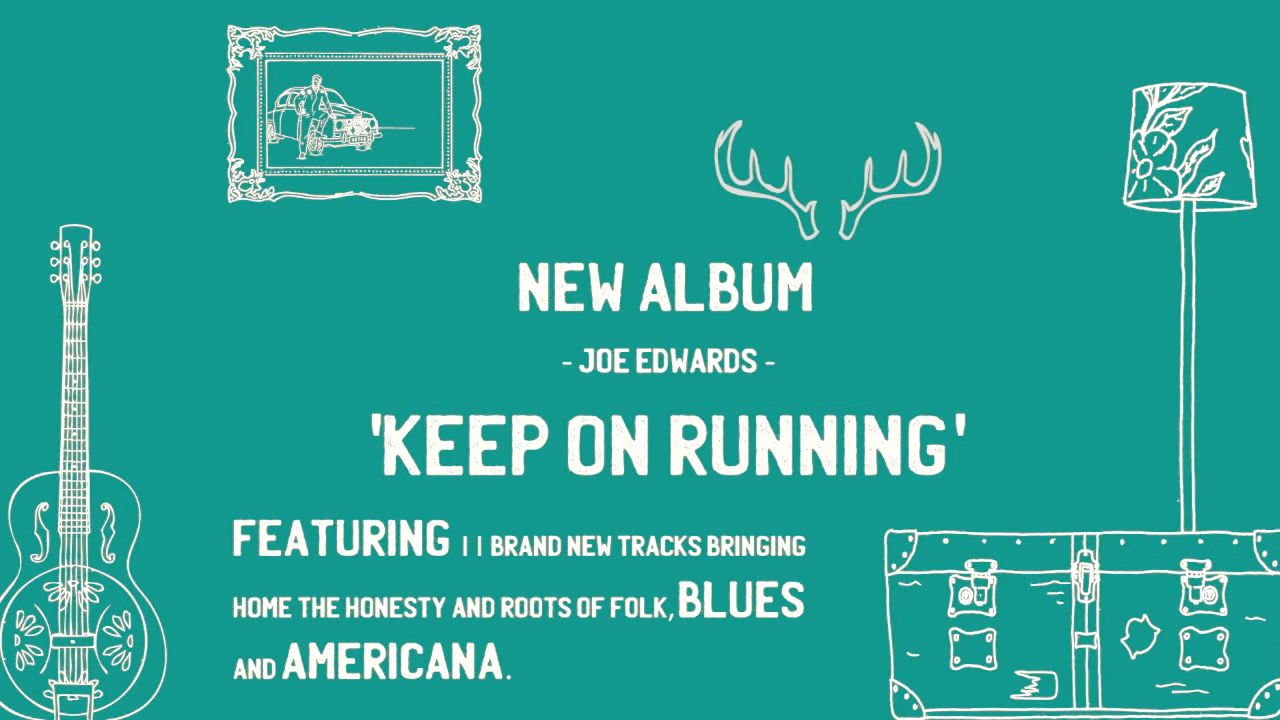 NEW ALBUM
- JOE EDWARDS -
'KEEP ON RUNNING'
FEATURING 11 BRAND NEW TRACKS BRINGING
HOME THE HONESTY AND ROOTS OF FOLK, BLUES
AND AMERICANA.